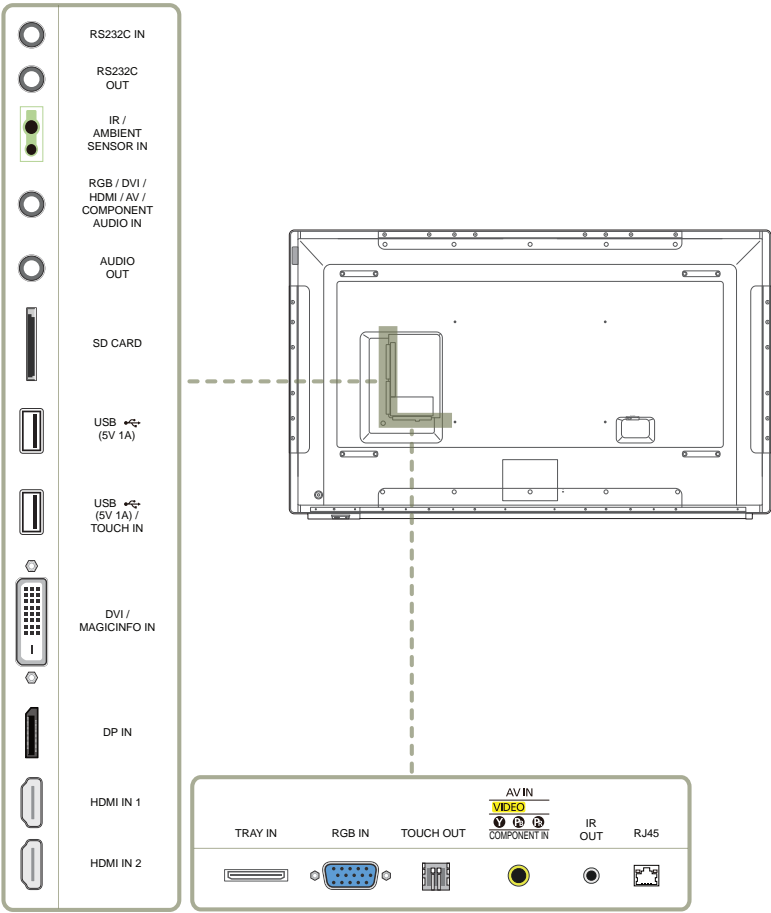 RS232C IN
RS232C
OUT
IR /
AMBIENT
SENSOR IN
RGB / DVI /
HDMI / AV /
COMPONENT
AUDIO IN
AUDIO
OUT
SD CARD
USB
(5V 1A)
USB
(5V 1A) /
TOUCH IN
DVI /
MAGICINFO IN
DP IN
HDMI IN 1
HDMI IN 2
TRAY IN
RGB IN
TOUCH OUT
AV IN
VIDEO
Y PB PR
COMPONENT IN
IR
OUT
RJ45